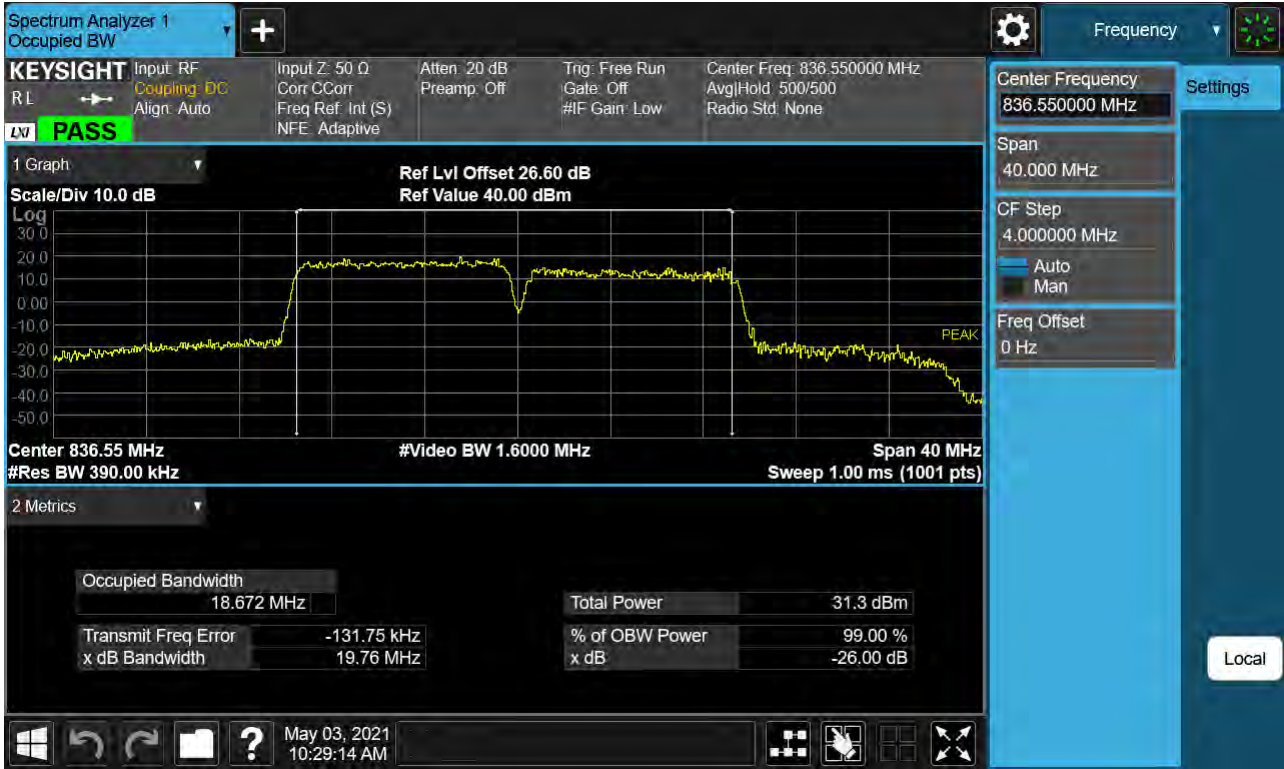 Spectrum Analyzer 1
Occupied BW
Frequency
KEYSIGHT
RL
LXI
PASS
Input: RF
Coupling: DC
Align: Auto
Input Z: 50 Ω
Corr CCorr
Freq Ref: Int (S)
NFE: Adaptive
Atten: 20 dB
Preamp: Off
Trig: Free Run
Gate: Off
#IF Gain: Low
Center Freq: 836.550000 MHz
Avg|Hold: 500/500
Radio Std: None
1 Graph
Scale/Div 10.0 dB
Ref Lvl Offset 26.60 dB
Ref Value 40.00 dBm
Log
30.0
20.0
10.0
0.00
-10.0
-20.0
-30.0
-40.0
-50.0
PEAK
Center 836.55 MHz
#Video BW 1.6000 MHz
Span 40 MHz
#Res BW 390.00 kHz
Sweep 1.00 ms (1001 pts)
2 Metrics
Occupied Bandwidth
18.672 MHz
Total Power 31.3 dBm
Transmit Freq Error -131.75 kHz
% of OBW Power 99.00 %
x dB Bandwidth 19.76 MHz
x dB -26.00 dB
?
May 03, 2021
10:29:14 AM
Center Frequency
836.550000 MHz
Span
40.000 MHz
CF Step
4.000000 MHz
Auto
Man
Freq Offset
0 Hz
Settings
Local